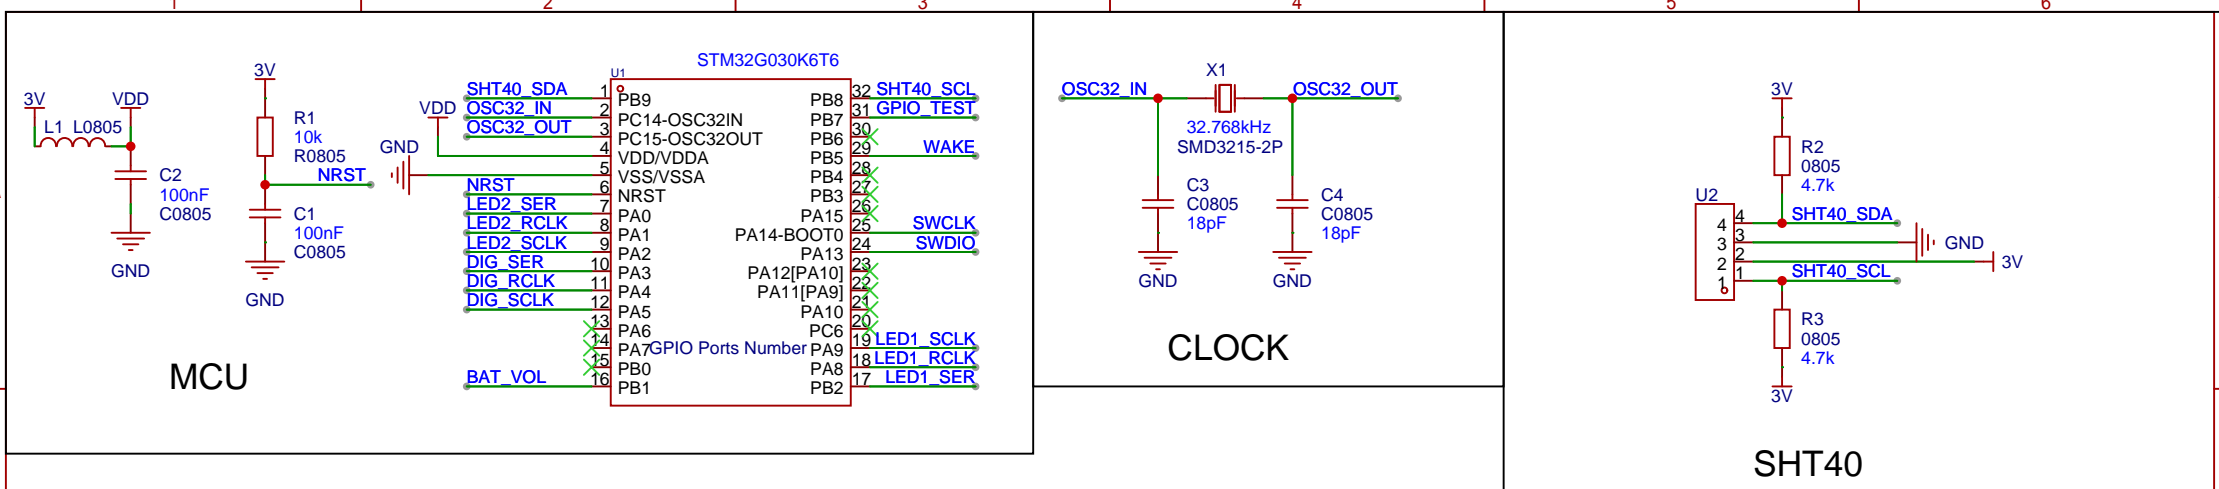 1 2 3 4 5 6
3V
VDD
L1 L0805
C2
100nF
C0805
GND
3V
R1
10k
R0805
NRST
C1
100nF
C0805
GND
MCU
STM32G030K6T6
U1
VDD
GND
SHT40_SDA 1 PB9
OSC32_IN 2 PC14-OSC32IN
OSC32_OUT 3 PC15-OSC32OUT
4 VDD/VDDA
5 VSS/VSSA
NRST 6 NRST
LED2_SER 7 PA0
LED2_RCLK 8 PA1
LED2_SCLK 9 PA2
DIG_SER 10 PA3
DIG_RCLK 11 PA4
DIG_SCLK 12 PA5
13 PA6
14 PA7
15 PB0
BAT_VOL 16 PB1
GPIO Ports Number
PB8 32 SHT40_SCL
PB7 31 GPIO_TEST
PB6 30
PB5 29 WAKE
PB4 28
PB3 27
PA15 26
PA14-BOOT0 25 SWCLK
PA13 24 SWDIO
PA12[PA10] 23
PA11[PA9] 22
PA10 21
PC6 20
PA9 19 LED1_SCLK
PA8 18 LED1_RCLK
PB2 17 LED1_SER
OSC32_IN
X1
OSC32_OUT
32.768kHz
SMD3215-2P
C3
C0805
18pF
GND
C4
C0805
18pF
GND
CLOCK
3V
R2
0805
4.7k
U2
4 4 SHT40_SDA
3 3 GND
2 2 3V
1 1 SHT40_SCL
R3
0805
4.7k
3V
SHT40